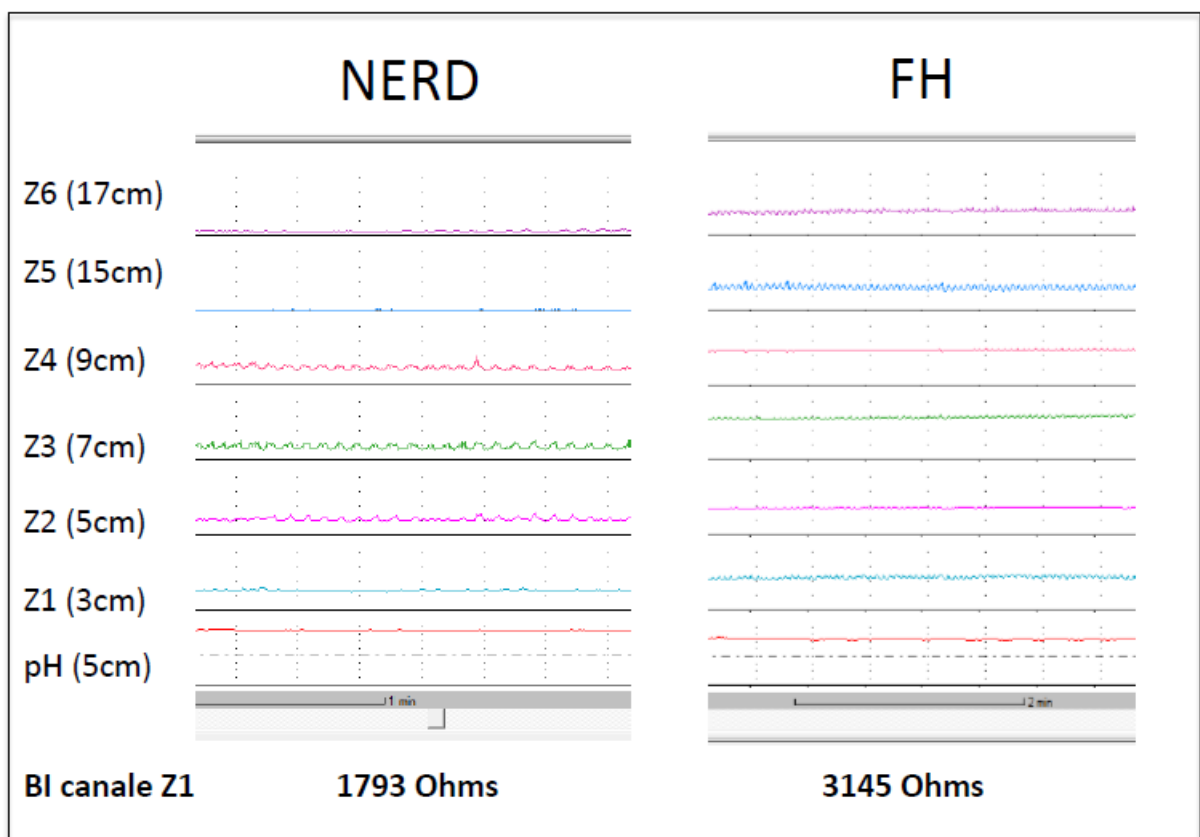 NERD FH
Z6 (17cm)
Z5 (15cm)
Z4 (9cm)
Z3 (7cm)
Z2 (5cm)
Z1 (3cm)
pH (5cm)
1 min 2 min
BI canale Z1 1793 Ohms 3145 Ohms